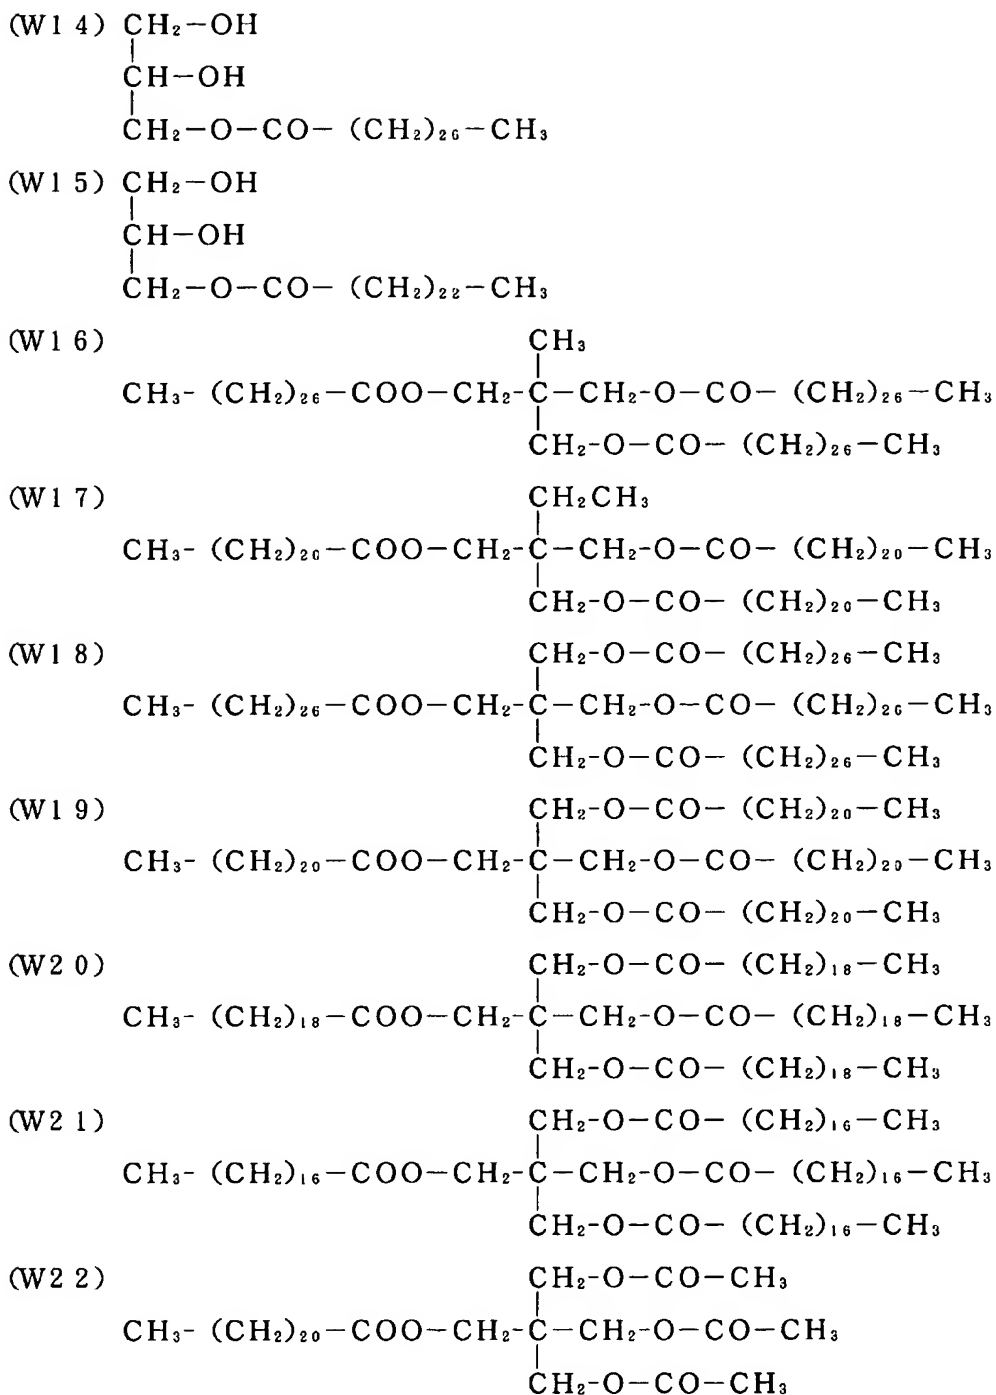 (W14) CH₂-OH
CH-OH
CH₂-O-CO-(CH₂)₂₆-CH₃
(W15) CH₂-OH
CH-OH
CH₂-O-CO-(CH₂)₂₂-CH₃
(W16) CH₃
CH₃-(CH₂)₂₆-COO-CH₂-C-CH₂-O-CO-(CH₂)₂₆-CH₃
CH₂-O-CO-(CH₂)₂₆-CH₃
(W17) CH₂CH₃
CH₃-(CH₂)₂₀-COO-CH₂-C-CH₂-O-CO-(CH₂)₂₀-CH₃
CH₂-O-CO-(CH₂)₂₀-CH₃
(W18) CH₂-O-CO-(CH₂)₂₆-CH₃
CH₃-(CH₂)₂₆-COO-CH₂-C-CH₂-O-CO-(CH₂)₂₆-CH₃
CH₂-O-CO-(CH₂)₂₆-CH₃
(W19) CH₂-O-CO-(CH₂)₂₀-CH₃
CH₃-(CH₂)₂₀-COO-CH₂-C-CH₂-O-CO-(CH₂)₂₀-CH₃
CH₂-O-CO-(CH₂)₂₀-CH₃
(W20) CH₂-O-CO-(CH₂)₁₈-CH₃
CH₃-(CH₂)₁₈-COO-CH₂-C-CH₂-O-CO-(CH₂)₁₈-CH₃
CH₂-O-CO-(CH₂)₁₈-CH₃
(W21) CH₂-O-CO-(CH₂)₁₆-CH₃
CH₃-(CH₂)₁₆-COO-CH₂-C-CH₂-O-CO-(CH₂)₁₆-CH₃
CH₂-O-CO-(CH₂)₁₆-CH₃
(W22) CH₂-O-CO-CH₃
CH₃-(CH₂)₂₀-COO-CH₂-C-CH₂-O-CO-CH₃
CH₂-O-CO-CH₃